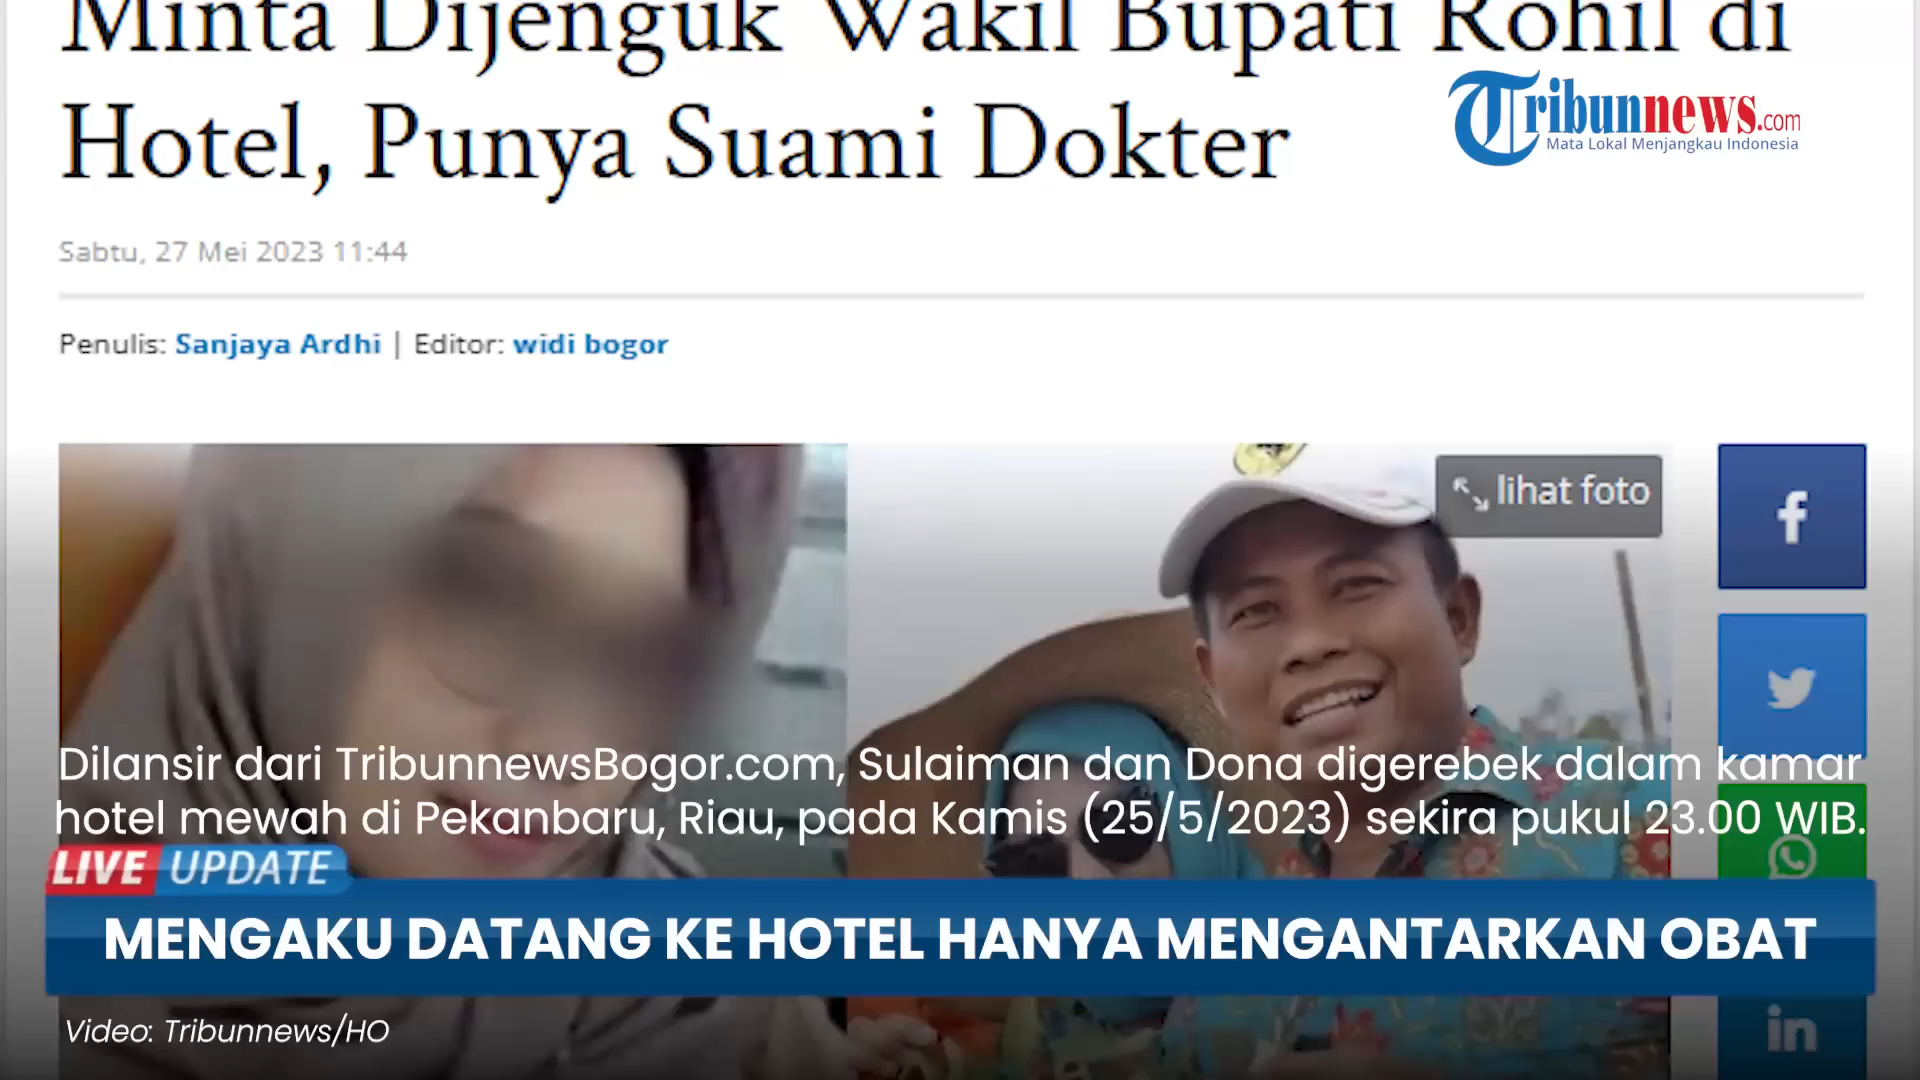 Minta Dijenguk Wakil Bupati Rohil di
Hotel, Punya Suami Dokter
Tribunnews.com
Mata Lokal Menjangkau Indonesia
Sabtu, 27 Mei 2023 11:44
Penulis: Sanjaya Ardhi | Editor: widi bogor
lihat foto
Dilansir dari TribunnewsBogor.com, Sulaiman dan Dona digerebek dalam kamar
hotel mewah di Pekanbaru, Riau, pada Kamis (25/5/2023) sekira pukul 23.00 WIB.
LIVE UPDATE
MENGAKU DATANG KE HOTEL HANYA MENGANTARKAN OBAT
Video: Tribunnews/HO